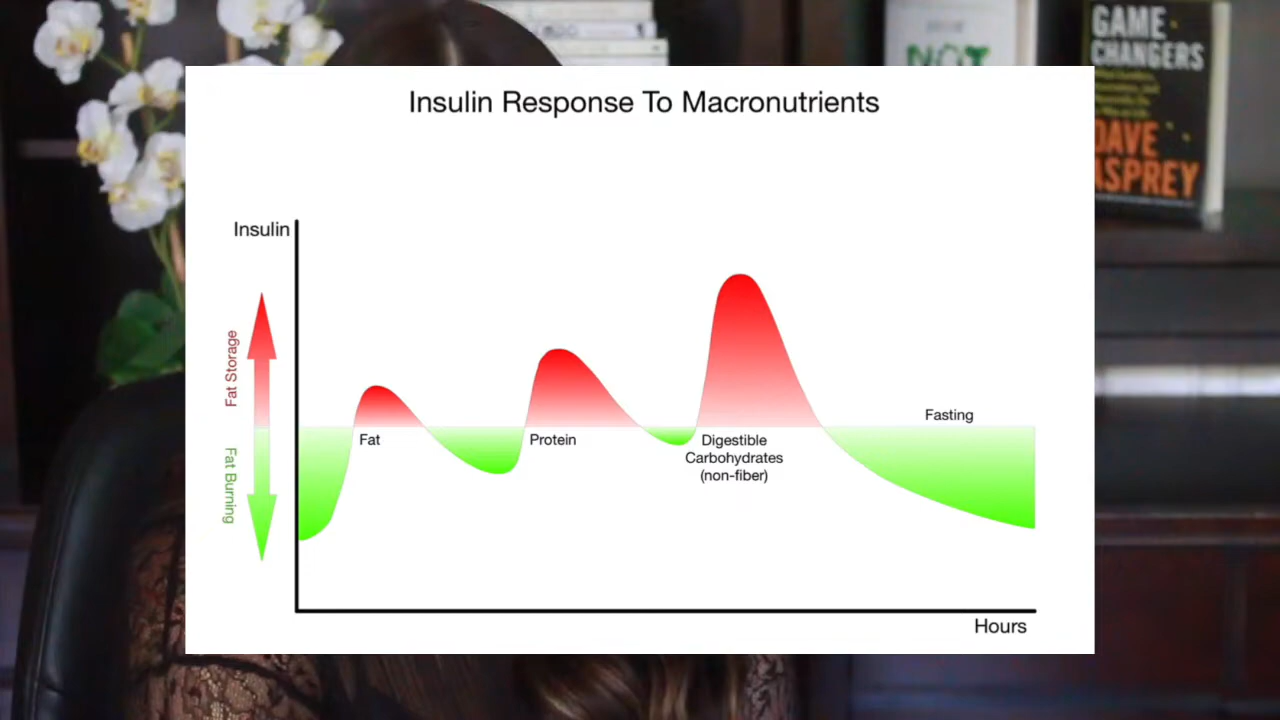 NOT
GAME
CHANGERS
DAVE
ASPREY
Insulin Response To Macronutrients
Insulin
Fat Storage
Fat Burning
Fat
Protein
Digestible
Carbohydrates
(non-fiber)
Fasting
Hours